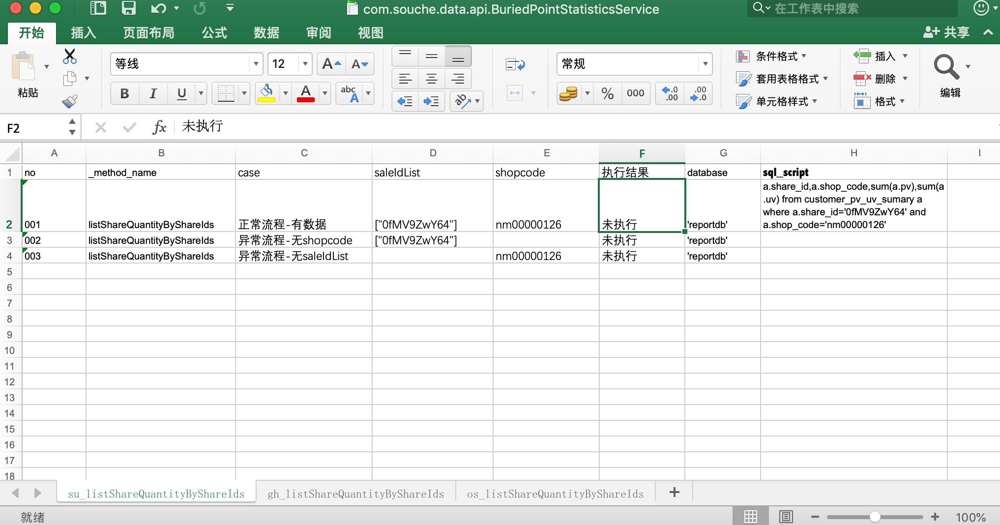 com.souche.data.api.BuriedPointStatisticsService
在工作表中搜索
开始 插入 页面布局 公式 数据 审阅 视图 共享
粘贴
等线 12 A A
B I U A abc A
ab
常规
% 000 .0 .00 .00 .0
条件格式
套用表格格式
单元格样式
插入
删除
格式
编辑
F2 fx 未执行
A B C D E F G H I
1 no _method_name case saleIdList shopcode 执行结果 database sql_script
2 001 listShareQuantityByShareIds 正常流程-有数据 ["0fMV9ZwY64"] nm00000126 未执行 'reportdb'
a.share_id,a.shop_code,sum(a.pv),sum(a
.uv) from customer_pv_uv_sumary a
where a.share_id='0fMV9ZwY64' and
a.shop_code='nm00000126'
3 002 listShareQuantityByShareIds 异常流程-无shopcode ["0fMV9ZwY64"] 未执行 'reportdb'
4 003 listShareQuantityByShareIds 异常流程-无saleIdList nm00000126 未执行 'reportdb'
5
6
7
8
9
10
11
12
13
14
15
16
17
18
su_listShareQuantityByShareIds gh_listShareQuantityByShareIds os_listShareQuantityByShareIds +
就绪 100%